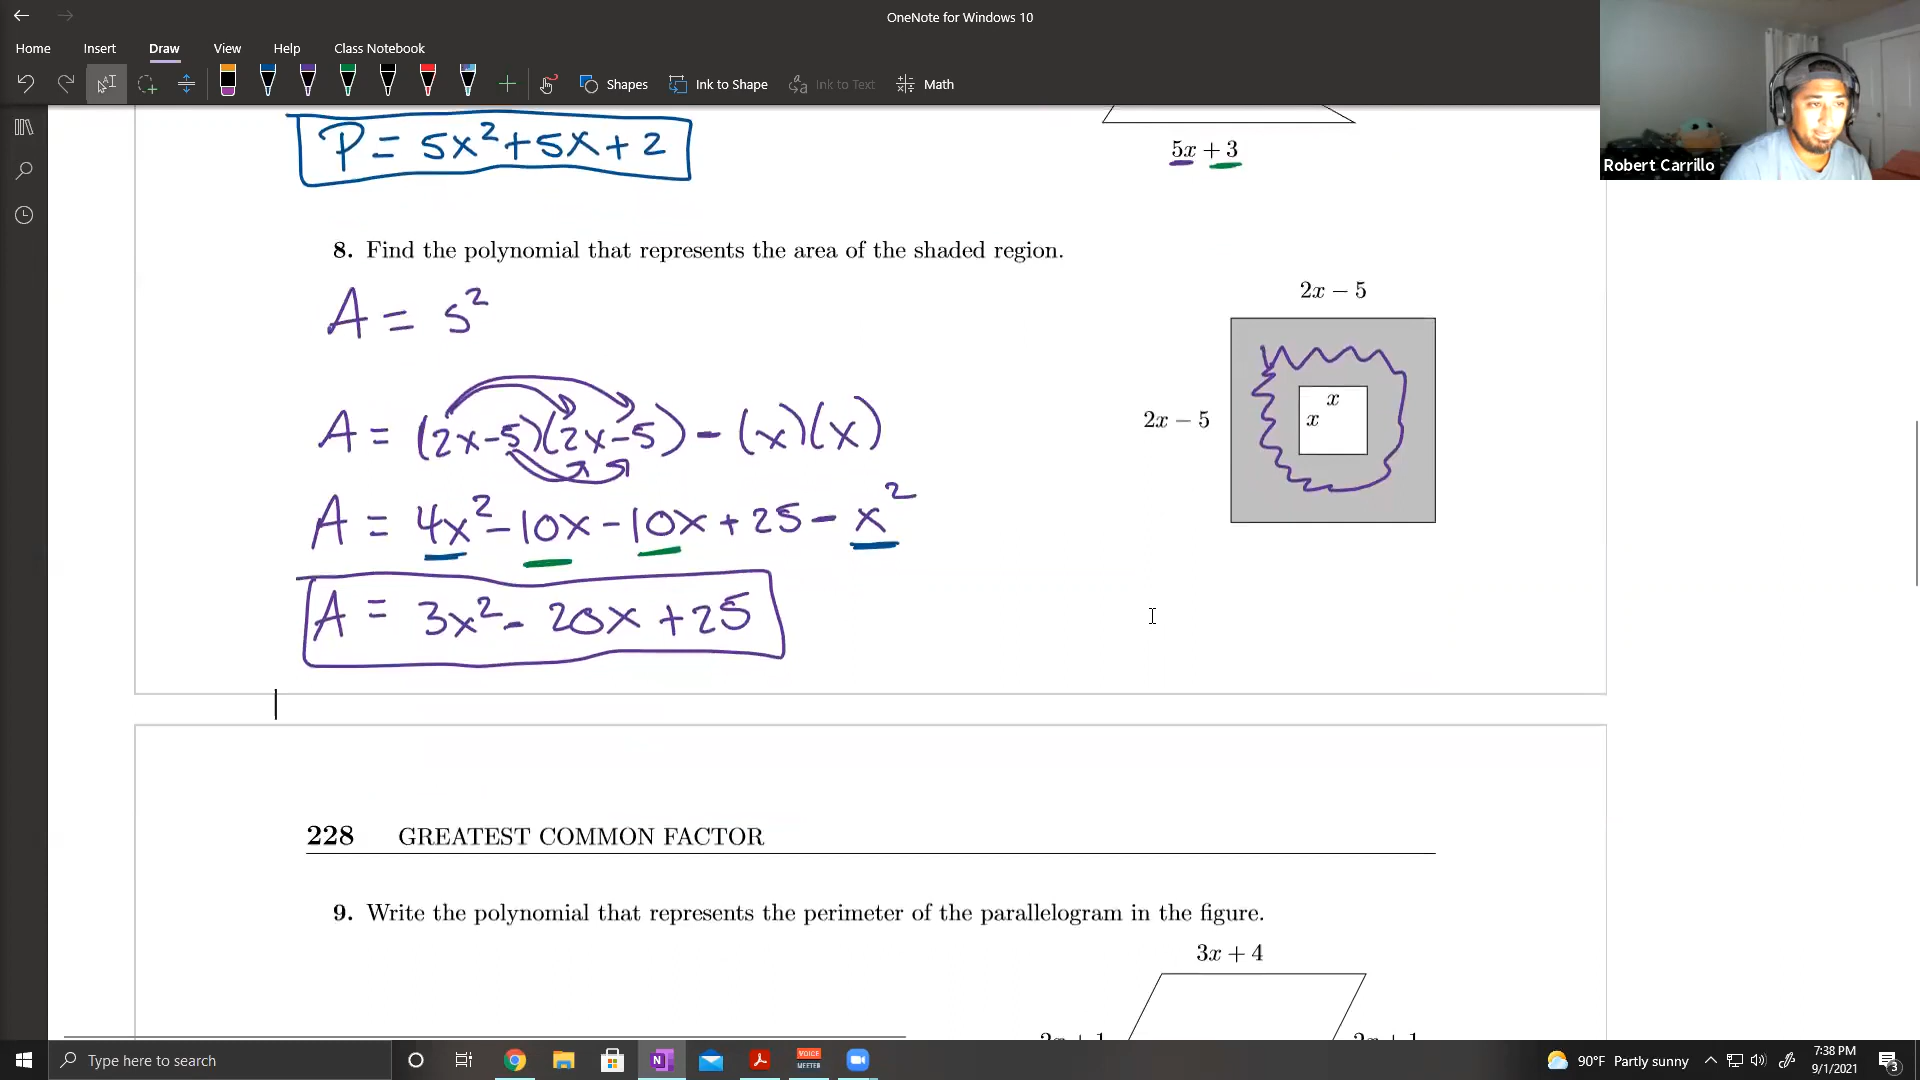 OneNote for Windows 10
Home Insert Draw View Help Class Notebook
Shapes Ink to Shape Ink to Text Math
Robert Carrillo
P = 5x² + 5x + 2
5x + 3
8. Find the polynomial that represents the area of the shaded region.
A = s²
2x − 5
2x − 5
x
x
A = (2x-5)(2x-5) - (x)(x)
A = 4x² - 10x - 10x + 25 - x²
A = 3x² - 20x + 25
228 GREATEST COMMON FACTOR
9. Write the polynomial that represents the perimeter of the parallelogram in the figure.
3x + 4
Type here to search
VOICE
MEETER
90°F Partly sunny
7:38 PM
9/1/2021
3